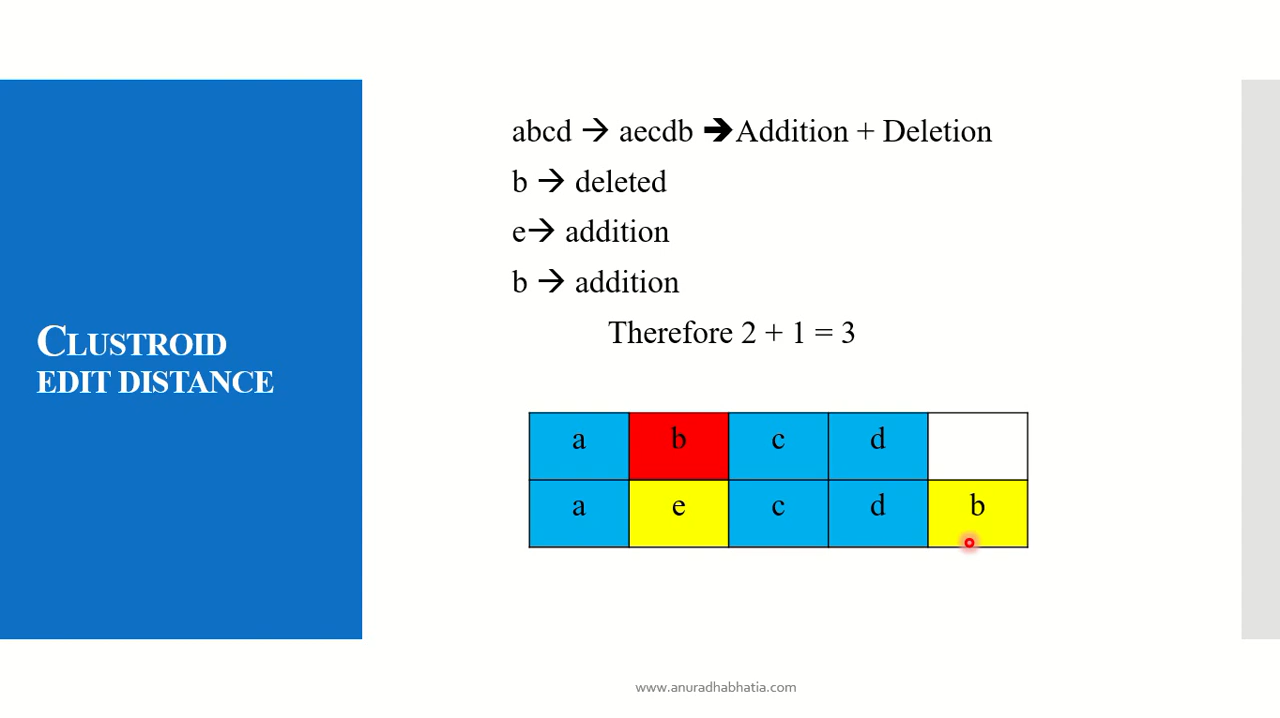 CLUSTROID
EDIT DISTANCE
abcd → aecdb ➔Addition + Deletion
b → deleted
e→ addition
b → addition
Therefore 2 + 1 = 3
a b c d
a e c d b
www.anuradhabhatia.com